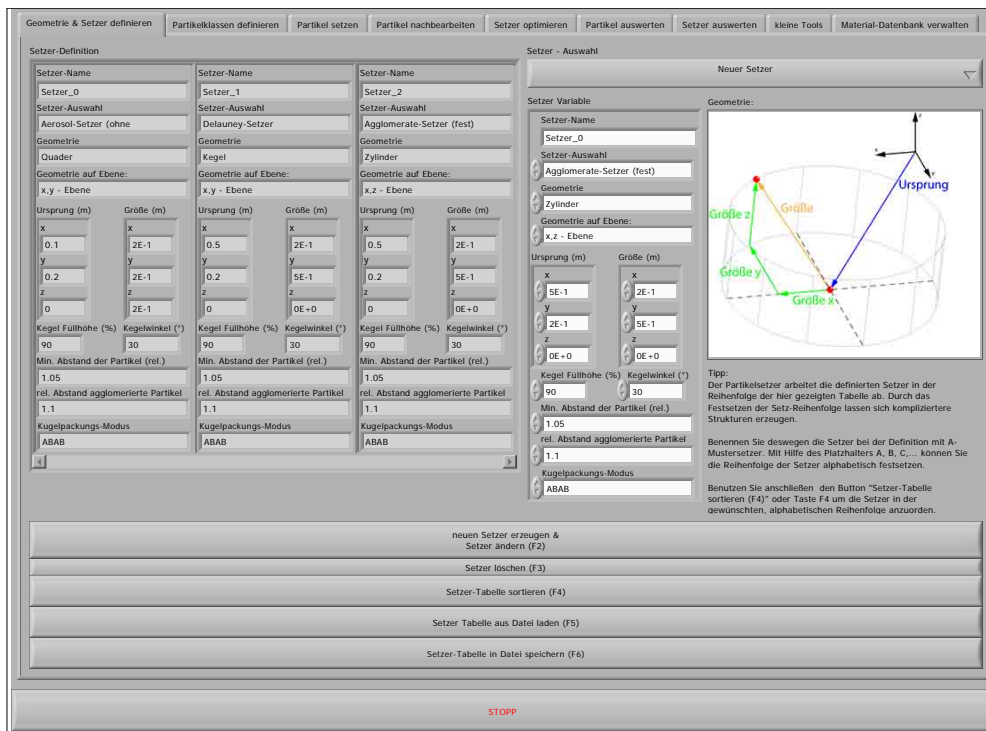 Geometrie & Setzer definieren
Partikelklassen definieren
Partikel setzen
Partikel nachbearbeiten
Setzer optimieren
Partikel auswerten
Setzer auswerten
kleine Tools
Material-Datenbank verwalten
Setzer-Definition
Setzer-Name
Setzer_0
Setzer-Auswahl
Aerosol-Setzer (ohne
Geometrie
Quader
Geometrie auf Ebene:
x,y - Ebene
Ursprung (m)
Größe (m)
x
0.1
x
2E-1
y
0.2
y
2E-1
z
0
z
2E-1
Kegel Füllhöhe (%)
Kegelwinkel (°)
90
30
Min. Abstand der Partikel (rel.)
1.05
rel. Abstand agglomerierte Partikel
1.1
Kugelpackungs-Modus
ABAB
Setzer-Name
Setzer_1
Setzer-Auswahl
Delauney-Setzer
Geometrie
Kegel
Geometrie auf Ebene:
x,y - Ebene
Ursprung (m)
Größe (m)
x
0.5
x
2E-1
y
0.2
y
5E-1
z
0
z
0E+0
Kegel Füllhöhe (%)
Kegelwinkel (°)
90
30
Min. Abstand der Partikel (rel.)
1.05
rel. Abstand agglomerierte Partikel
1.1
Kugelpackungs-Modus
ABAB
Setzer-Name
Setzer_2
Setzer-Auswahl
Agglomerate-Setzer (fest)
Geometrie
Zylinder
Geometrie auf Ebene:
x,z - Ebene
Ursprung (m)
Größe (m)
x
0.5
x
2E-1
y
0.2
y
5E-1
z
0
z
0E+0
Kegel Füllhöhe (%)
Kegelwinkel (°)
90
30
Min. Abstand der Partikel (rel.)
1.05
rel. Abstand agglomerierte Partikel
1.1
Kugelpackungs-Modus
ABAB
Setzer - Auswahl
Neuer Setzer
Setzer Variable
Setzer-Name
Setzer_0
Setzer-Auswahl
Agglomerate-Setzer (fest)
Geometrie
Zylinder
Geometrie auf Ebene:
x,z - Ebene
Ursprung (m)
Größe (m)
x
5E-1
x
2E-1
y
2E-1
y
5E-1
z
0E+0
z
0E+0
Kegel Füllhöhe (%)
Kegelwinkel (°)
90
30
Min. Abstand der Partikel (rel.)
1.05
rel. Abstand agglomerierte Partikel
1.1
Kugelpackungs-Modus
ABAB
Geometrie:
Ursprung
Größe
Größe z
Größe y
Größe x
Tipp:
Der Partikelsetzer arbeitet die definierten Setzer in der
Reihenfolge der hier gezeigten Tabelle ab. Durch das
Festsetzen der Setz-Reihenfolge lassen sich kompliziertere
Strukturen erzeugen.
Benennen Sie deswegen die Setzer bei der Definition mit A-
Mustersetzer. Mit Hilfe des Platzhalters A, B, C,... können Sie
die Reihenfolge der Setzer alphabetisch festsetzen.
Benutzen Sie anschließen den Button "Setzer-Tabelle
sortieren (F4)" oder Taste F4 um die Setzer in der
gewünschten, alphabetischen Reihenfolge anzuorden.
neuen Setzer erzeugen &
Setzer ändern (F2)
Setzer löschen (F3)
Setzer-Tabelle sortieren (F4)
Setzer Tabelle aus Datei laden (F5)
Setzer-Tabelle in Datei speichern (F6)
STOPP